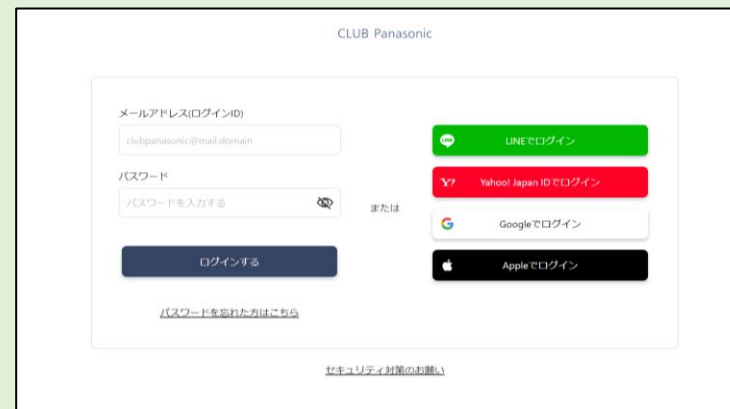 CLUB Panasonic
メールアドレス(ログインID)
clubpanasonic@mail.domain
パスワード
パスワードを入力する
ログインする
パスワードを忘れた方はこちら
または
LINE
LINEでログイン
Y!
Yahoo! Japan IDでログイン
G
Googleでログイン
Appleでログイン
セキュリティ対策のお願い